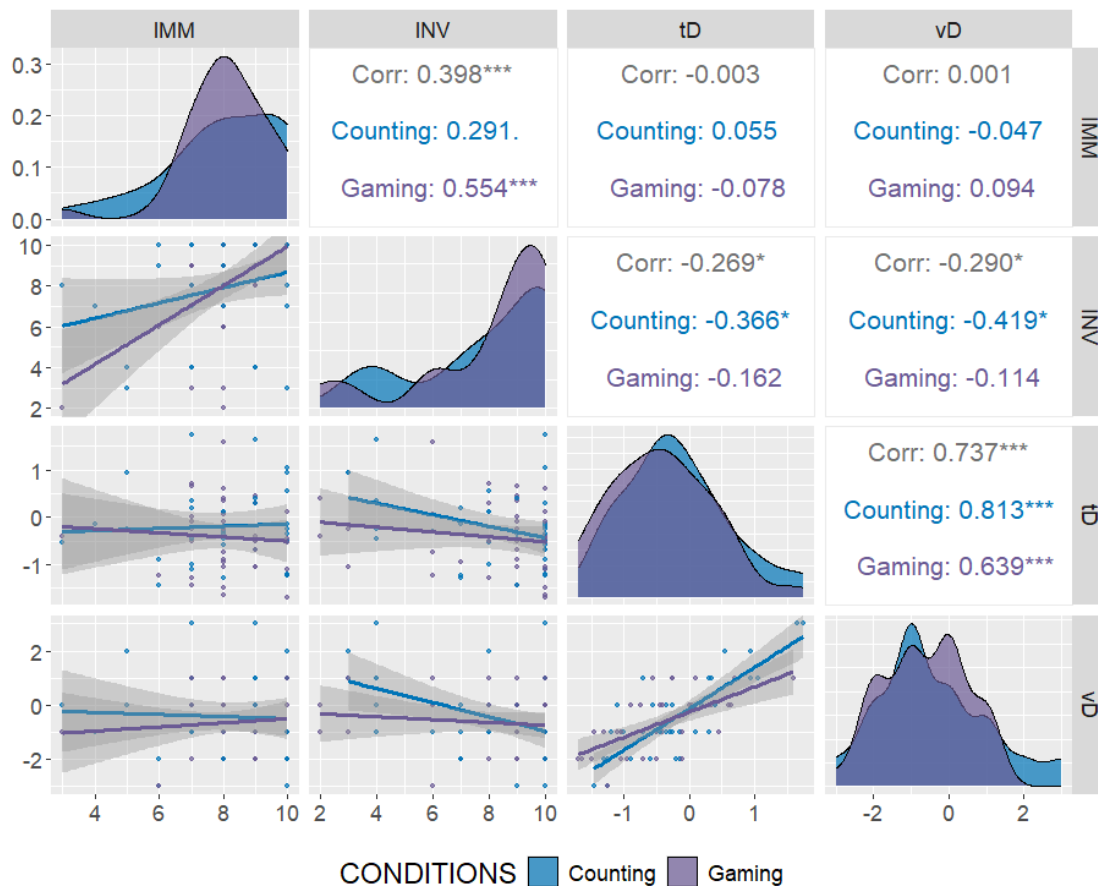 IMM INV tD vD
0.3
0.2
0.1
0.0
Corr: 0.398***
Counting: 0.291.
Gaming: 0.554***
Corr: -0.003
Counting: 0.055
Gaming: -0.078
Corr: 0.001
Counting: -0.047
Gaming: 0.094
IMM
10
8
6
4
2
Corr: -0.269*
Counting: -0.366*
Gaming: -0.162
Corr: -0.290*
Counting: -0.419*
Gaming: -0.114
INV
1
0
-1
Corr: 0.737***
Counting: 0.813***
Gaming: 0.639***
tD
2
0
-2
vD
4 6 8 10 2 4 6 8 10 -1 0 1 -2 0 2
CONDITIONS Counting Gaming